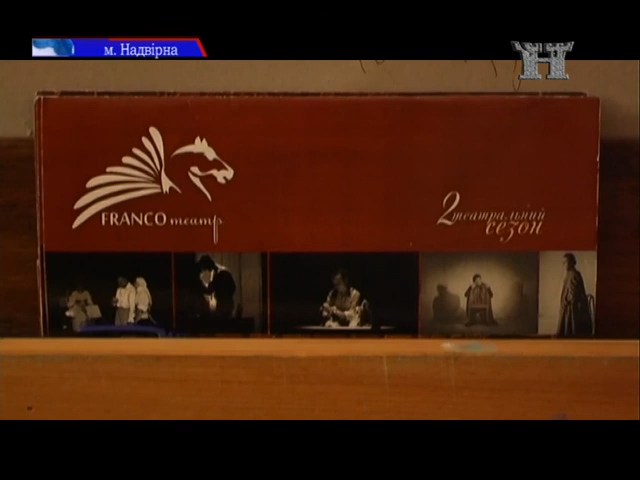 м. Надвірна
Н
FRANCO театр
2 театральний
сезон